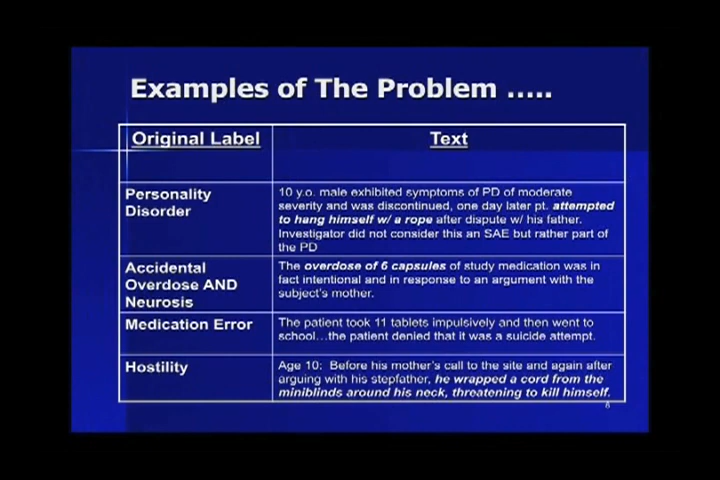 Examples of The Problem .....
Original Label
Text
Personality
Disorder
10 y.o. male exhibited symptoms of PD of moderate
severity and was discontinued, one day later pt. attempted
to hang himself w/ a rope after dispute w/ his father.
Investigator did not consider this an SAE but rather part of
the PD
Accidental
Overdose AND
Neurosis
The overdose of 6 capsules of study medication was in
fact intentional and in response to an argument with the
subject's mother.
Medication Error
The patient took 11 tablets impulsively and then went to
school...the patient denied that it was a suicide attempt.
Hostility
Age 10: Before his mother's call to the site and again after
arguing with his stepfather, he wrapped a cord from the
miniblinds around his neck, threatening to kill himself.
6